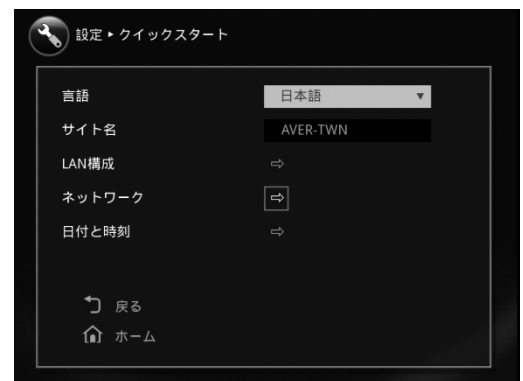 設定 ▸ クイックスタート
言語 日本語 ▼
サイト名 AVER-TWN
LAN構成 ⇨
ネットワーク ⇨
日付と時刻 ⇨
戻る
ホーム